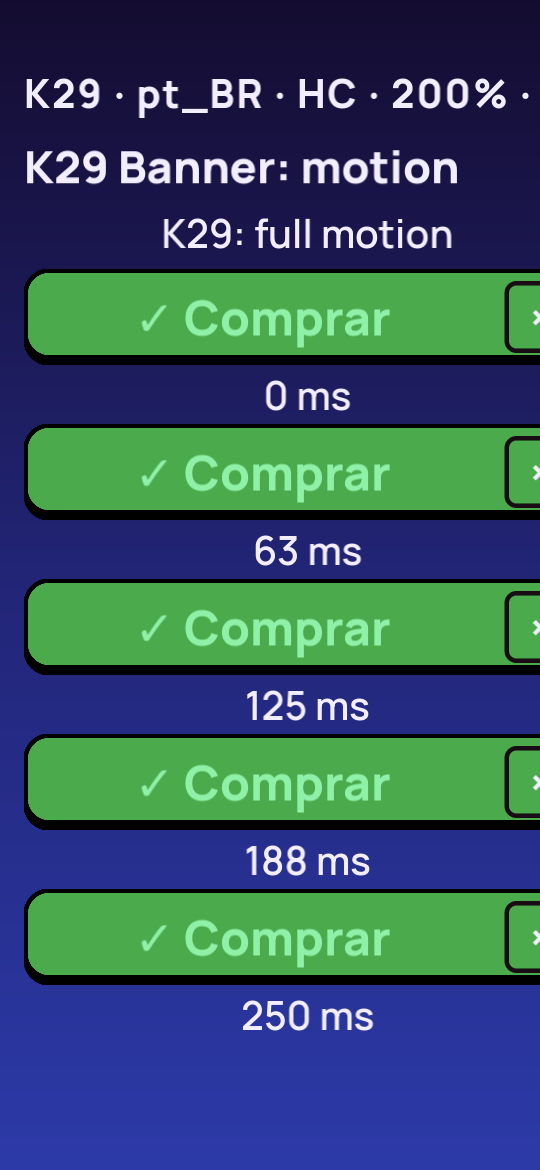 K29 · pt_BR · HC · 200% ·
K29 Banner: motion
K29: full motion
✓ Comprar ×
0 ms
✓ Comprar ×
63 ms
✓ Comprar ×
125 ms
✓ Comprar ×
188 ms
✓ Comprar ×
250 ms